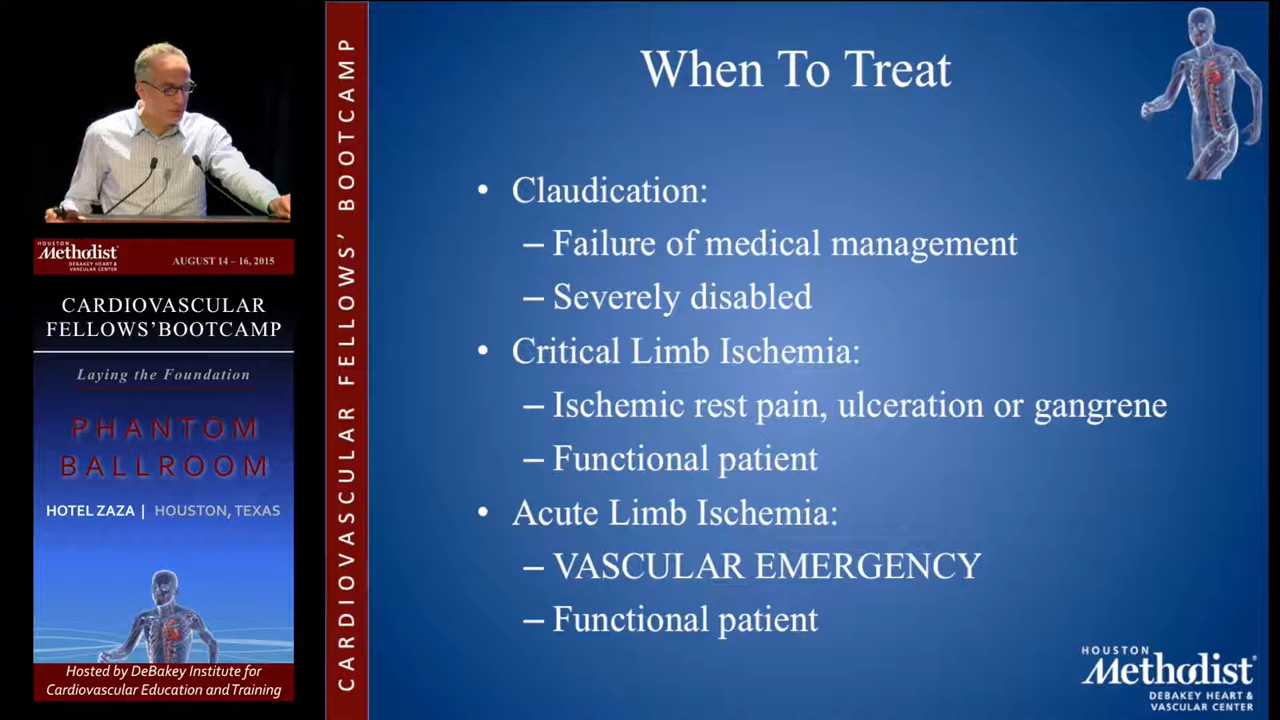 HOUSTON
Methodist
DEBAKEY HEART &
VASCULAR CENTER
AUGUST 14 – 16, 2015
CARDIOVASCULAR
FELLOWS’BOOTCAMP
Laying the Foundation
PHANTOM
BALLROOM
HOTEL ZAZA | HOUSTON, TEXAS
Hosted by DeBakey Institute for
Cardiovascular Education and Training
CARDIOVASCULAR FELLOWS’ BOOTCAMP
When To Treat
• Claudication:
– Failure of medical management
– Severely disabled
• Critical Limb Ischemia:
– Ischemic rest pain, ulceration or gangrene
– Functional patient
• Acute Limb Ischemia:
– VASCULAR EMERGENCY
– Functional patient
HOUSTON
Methodist
DEBAKEY HEART &
VASCULAR CENTER